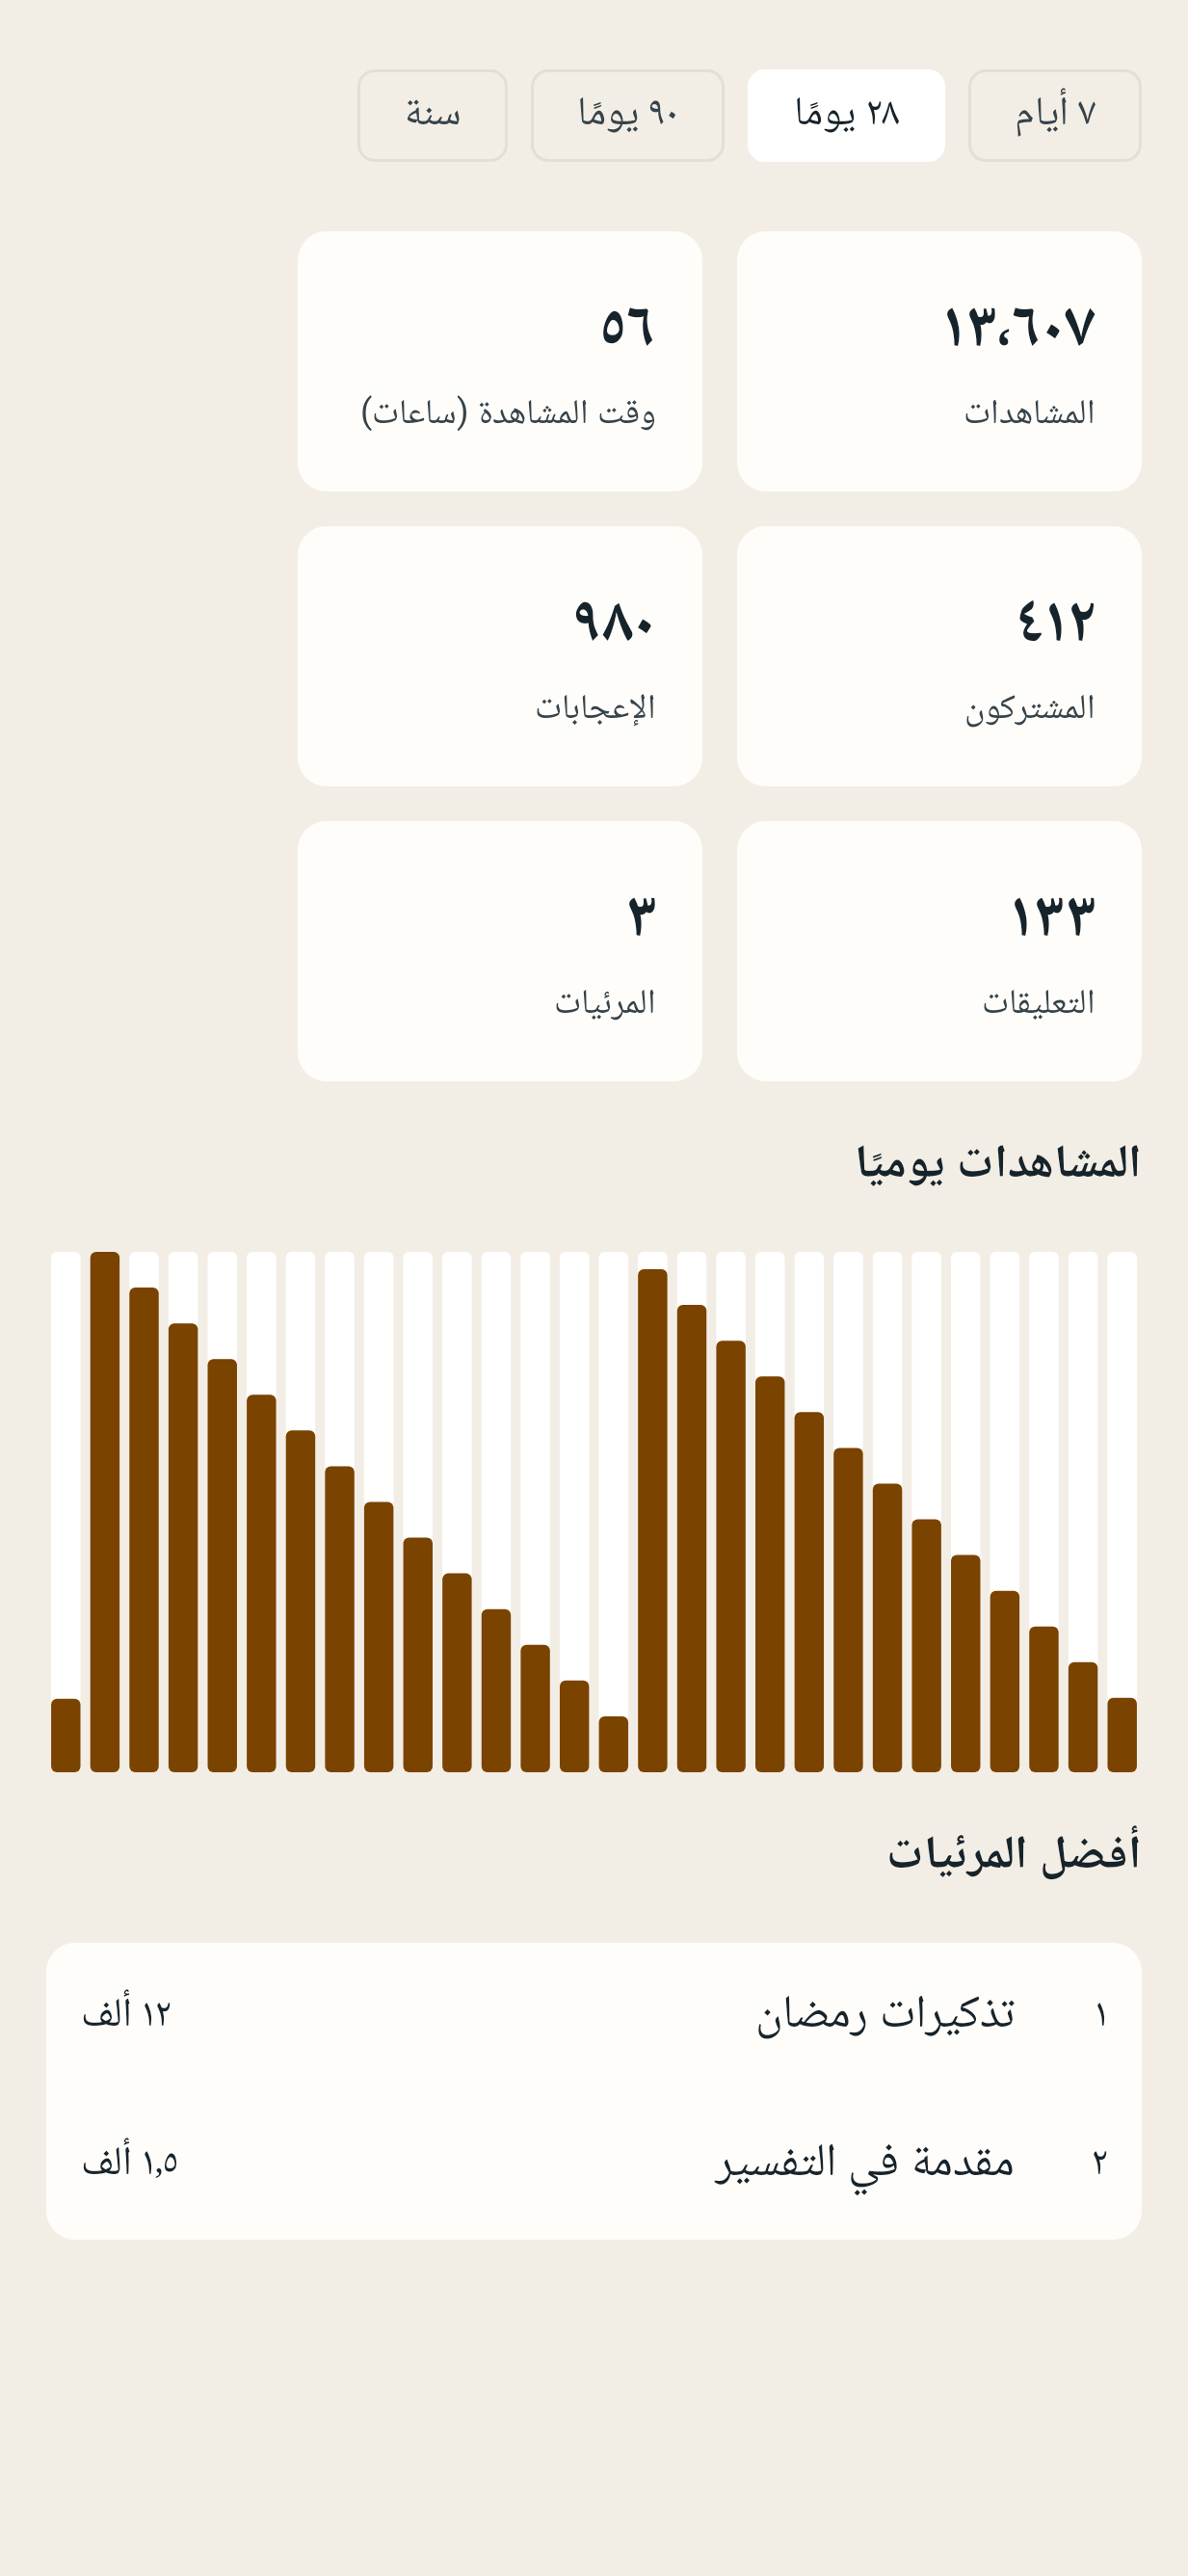 ٧ أيام
٢٨ يومًا
٩٠ يومًا
سنة
١٣،٦٠٧
المشاهدات
٥٦
وقت المشاهدة (ساعات)
٤١٢
المشتركون
٩٨٠
الإعجابات
١٣٣
التعليقات
٣
المرئيات
المشاهدات يوميًا
أفضل المرئيات
١ تذكيرات رمضان ١٢ ألف
٢ مقدمة في التفسير ١٫٥ ألف